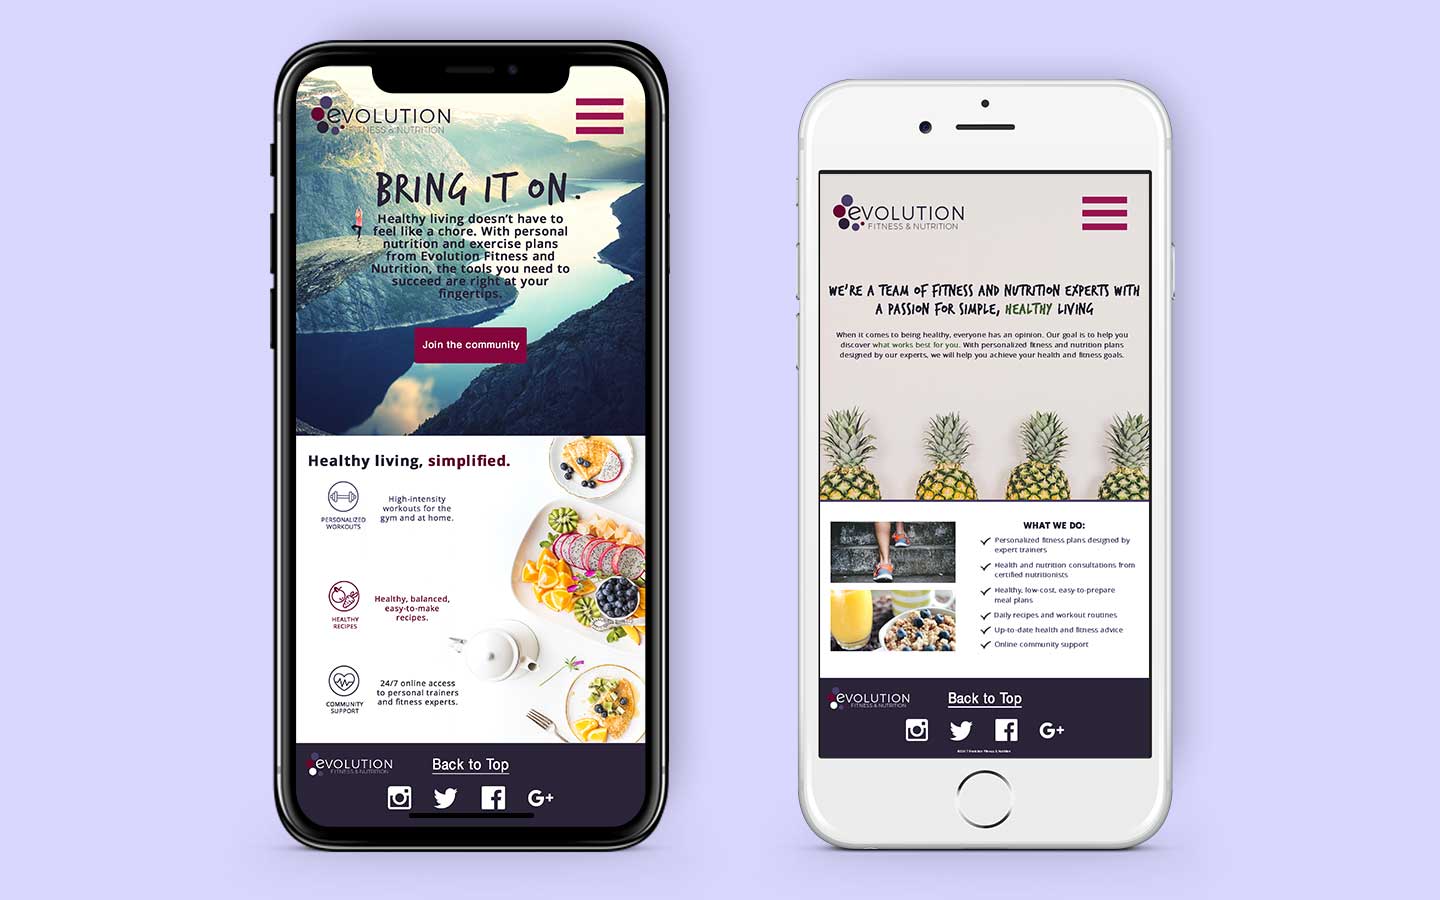 eVOLUTION
FITNESS & NUTRITION
BRING IT ON.
Healthy living doesn't have to
feel like a chore. With personal
nutrition and exercise plans
from Evolution Fitness and
Nutrition, the tools you need to
succeed are right at your
fingertips.
Join the community
Healthy living, simplified.
PERSONALIZED
WORKOUTS
High-intensity
workouts for the
gym and at home.
HEALTHY
RECIPES
Healthy, balanced,
easy-to-make
recipes.
COMMUNITY
SUPPORT
24/7 online access
to personal trainers
and fitness experts.
eVOLUTION
FITNESS & NUTRITION
Back to Top
G+
eVOLUTION
FITNESS & NUTRITION
WE'RE A TEAM OF FITNESS AND NUTRITION EXPERTS WITH
A PASSION FOR SIMPLE, HEALTHY LIVING
When it comes to being healthy, everyone has an opinion. Our goal is to help you
discover what works best for you. With personalized fitness and nutrition plans
designed by our experts, we will help you achieve your health and fitness goals.
WHAT WE DO:
Personalized fitness plans designed by
expert trainers
Health and nutrition consultations from
certified nutritionists
Healthy, low-cost, easy-to-prepare
meal plans
Daily recipes and workout routines
Up-to-date health and fitness advice
Online community support
eVOLUTION
FITNESS & NUTRITION
Back to Top
G+
Evolution Fitness & Nutrition